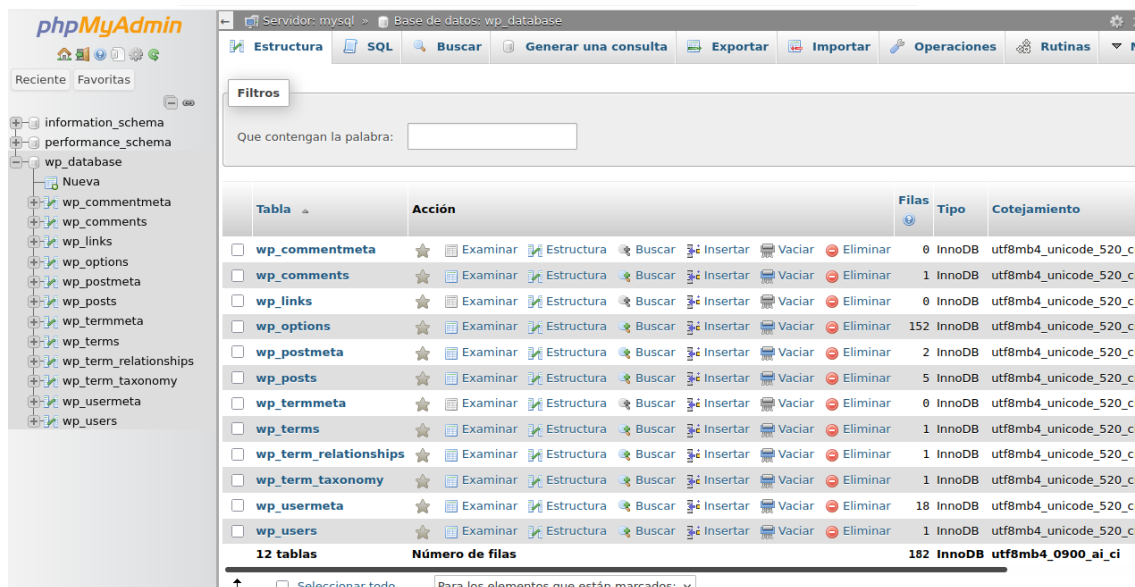 phpMyAdmin
Reciente Favoritas
information_schema
performance_schema
wp_database
Nueva
wp_commentmeta
wp_comments
wp_links
wp_options
wp_postmeta
wp_posts
wp_termmeta
wp_terms
wp_term_relationships
wp_term_taxonomy
wp_usermeta
wp_users
Servidor: mysql » Base de datos: wp_database
Estructura SQL Buscar Generar una consulta Exportar Importar Operaciones Rutinas
Filtros
Que contengan la palabra:
Tabla Acción Filas Tipo Cotejamiento
wp_commentmeta Examinar Estructura Buscar Insertar Vaciar Eliminar 0 InnoDB utf8mb4_unicode_520_c
wp_comments Examinar Estructura Buscar Insertar Vaciar Eliminar 1 InnoDB utf8mb4_unicode_520_c
wp_links Examinar Estructura Buscar Insertar Vaciar Eliminar 0 InnoDB utf8mb4_unicode_520_c
wp_options Examinar Estructura Buscar Insertar Vaciar Eliminar 152 InnoDB utf8mb4_unicode_520_c
wp_postmeta Examinar Estructura Buscar Insertar Vaciar Eliminar 2 InnoDB utf8mb4_unicode_520_c
wp_posts Examinar Estructura Buscar Insertar Vaciar Eliminar 5 InnoDB utf8mb4_unicode_520_c
wp_termmeta Examinar Estructura Buscar Insertar Vaciar Eliminar 0 InnoDB utf8mb4_unicode_520_c
wp_terms Examinar Estructura Buscar Insertar Vaciar Eliminar 1 InnoDB utf8mb4_unicode_520_c
wp_term_relationships Examinar Estructura Buscar Insertar Vaciar Eliminar 1 InnoDB utf8mb4_unicode_520_c
wp_term_taxonomy Examinar Estructura Buscar Insertar Vaciar Eliminar 1 InnoDB utf8mb4_unicode_520_c
wp_usermeta Examinar Estructura Buscar Insertar Vaciar Eliminar 18 InnoDB utf8mb4_unicode_520_c
wp_users Examinar Estructura Buscar Insertar Vaciar Eliminar 1 InnoDB utf8mb4_unicode_520_c
12 tablas Número de filas 182 InnoDB utf8mb4_0900_ai_ci
Seleccionar todo Para los elementos que están marcados: